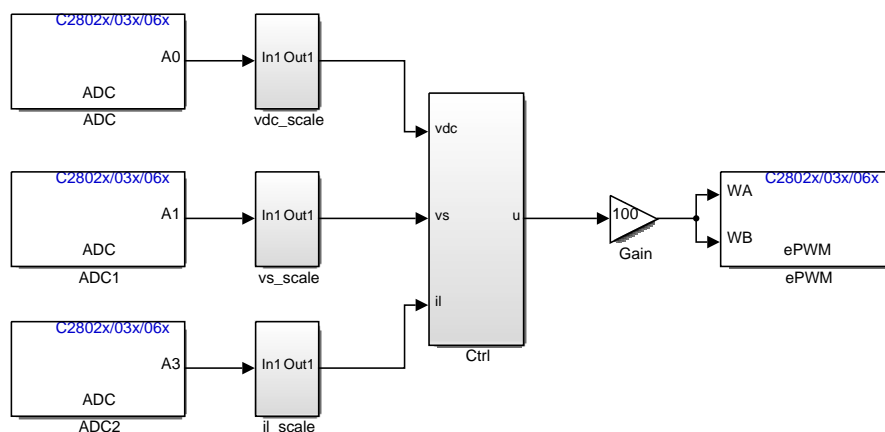 C2802x/03x/06x
A0
ADC
ADC
In1 Out1
vdc_scale
C2802x/03x/06x
A1
ADC
ADC1
In1 Out1
vs_scale
C2802x/03x/06x
A3
ADC
ADC2
In1 Out1
il_scale
vdc
vs
il
u
Ctrl
100
Gain
C2802x/03x/06x
WA
WB
ePWM
ePWM